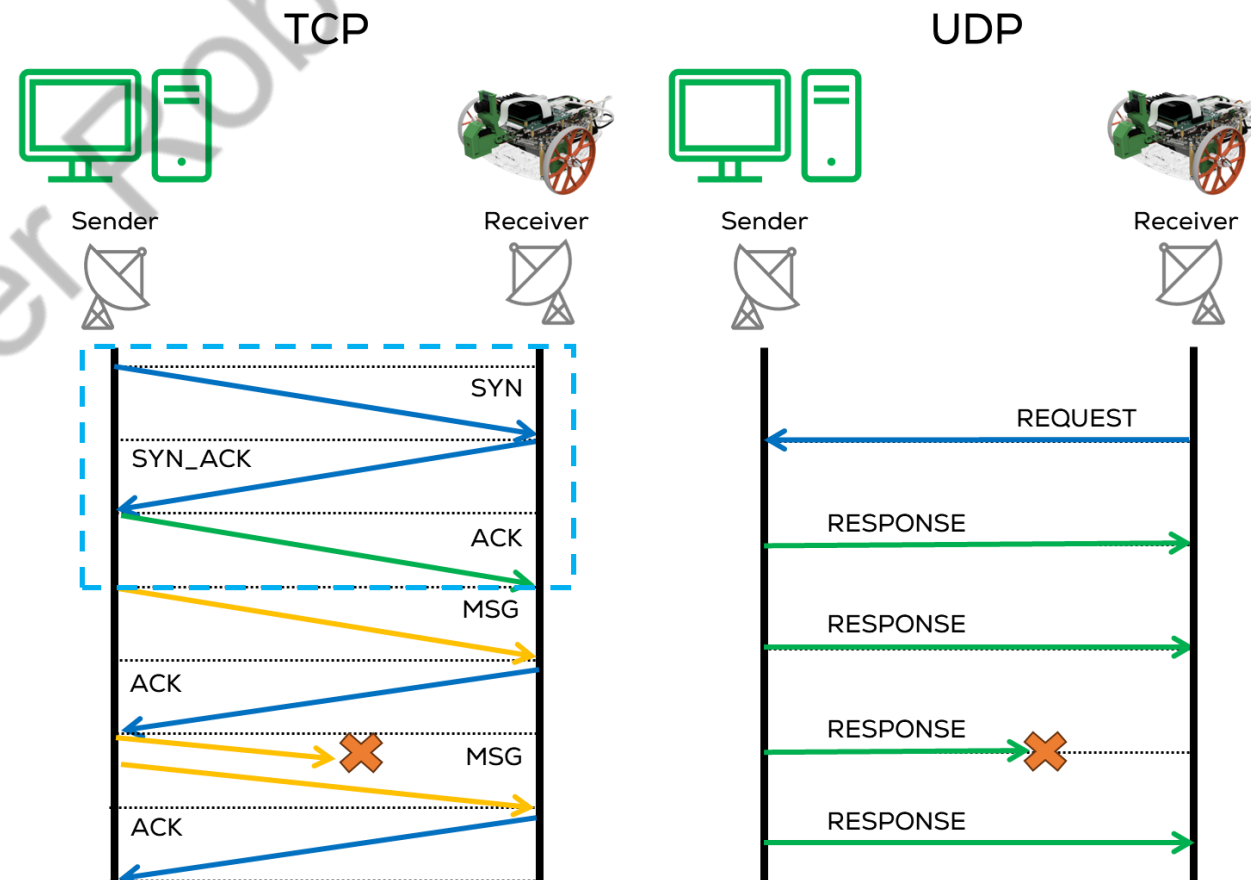 TCP
Sender
Receiver
SYN
SYN_ACK
ACK
MSG
ACK
MSG
ACK
UDP
Sender
Receiver
REQUEST
RESPONSE
RESPONSE
RESPONSE
RESPONSE